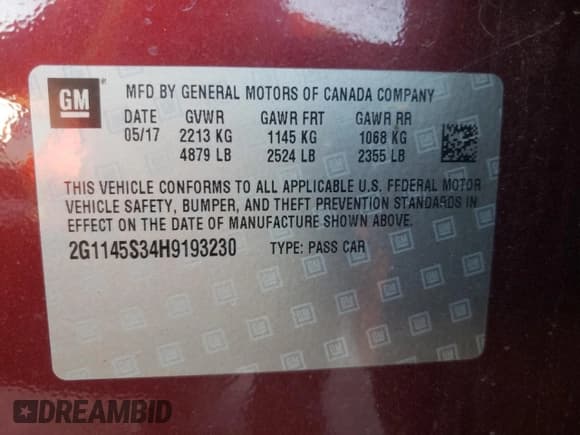 GM
MFD BY GENERAL MOTORS OF CANADA COMPANY
DATE GVWR GAWR FRT GAWR RR
05/17 2213 KG 1145 KG 1068 KG
4879 LB 2524 LB 2355 LB
THIS VEHICLE CONFORMS TO ALL APPLICABLE U.S. FEDERAL MOTOR
VEHICLE SAFETY, BUMPER, AND THEFT PREVENTION STANDARDS IN
EFFECT ON THE DATE OF MANUFACTURE SHOWN ABOVE.
2G1145S34H9193230 TYPE: PASS CAR
DREAMBID